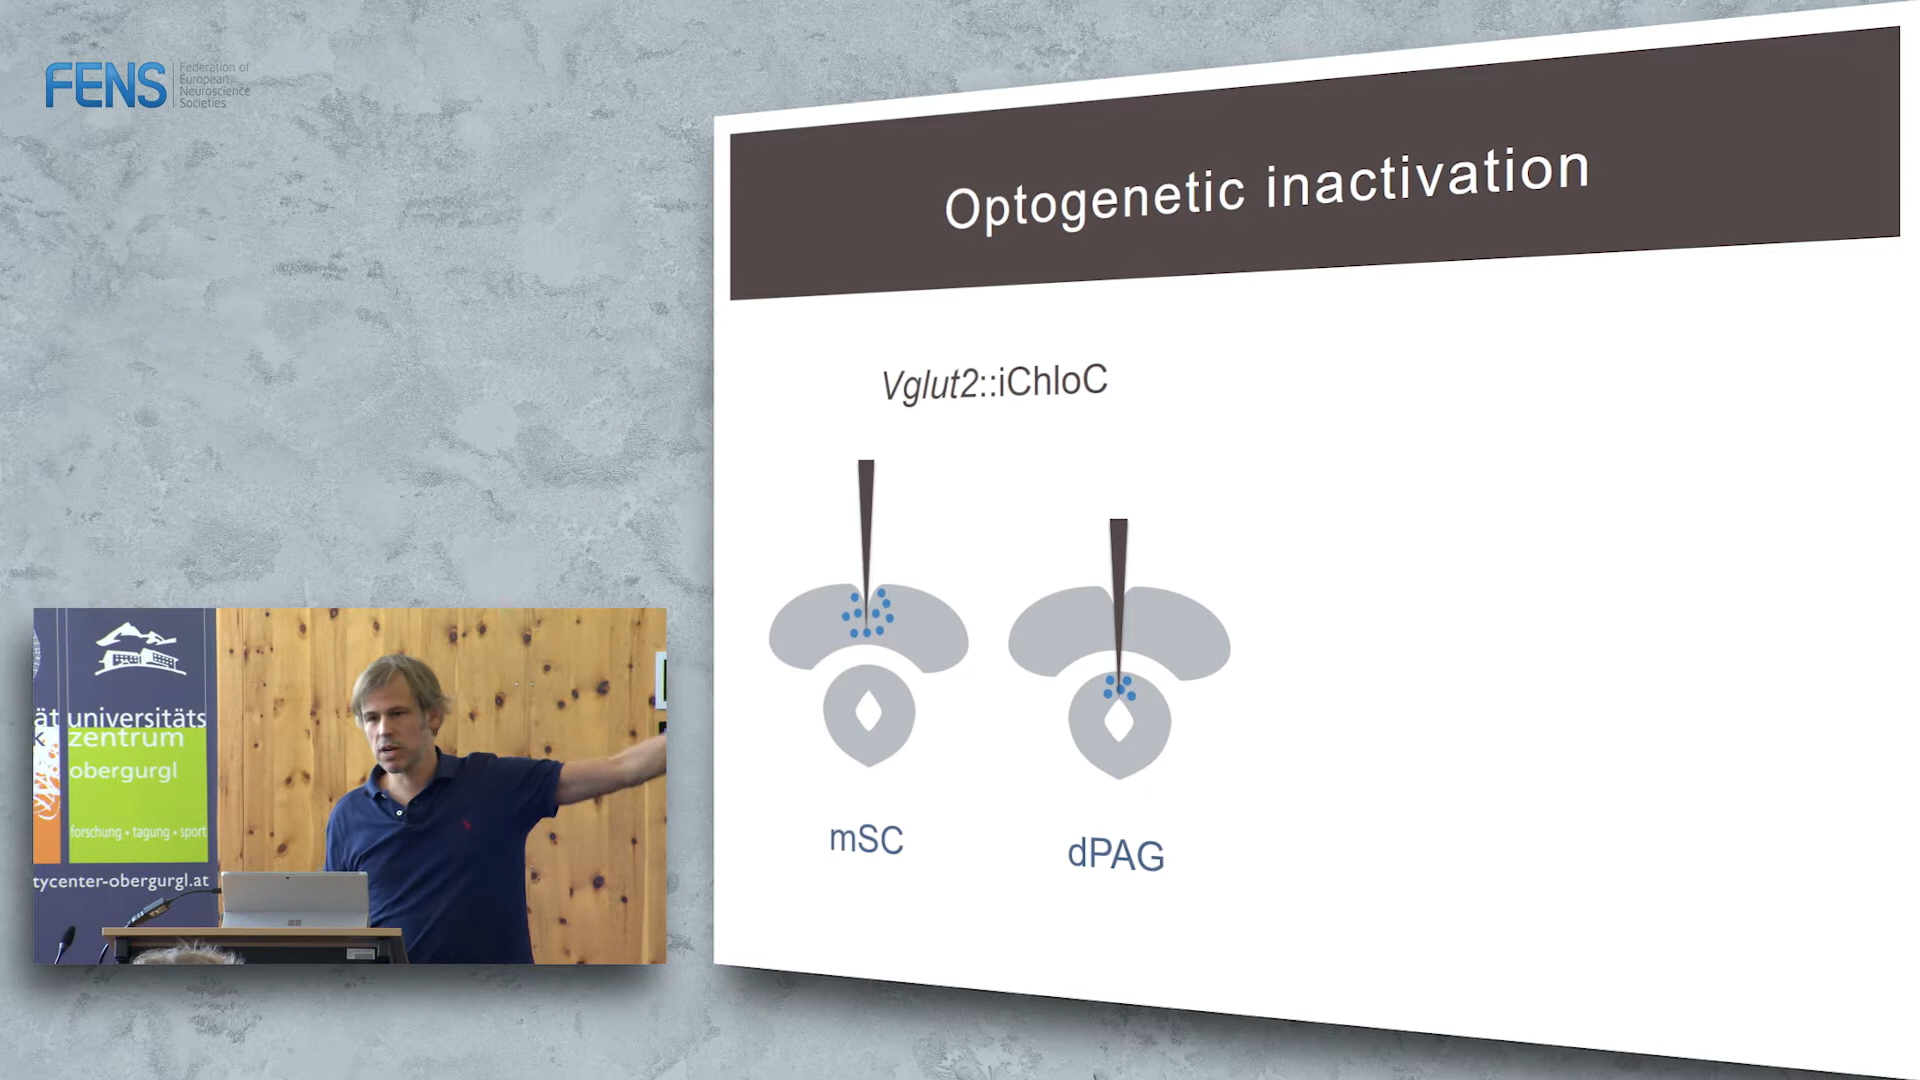 FENS
Federation of
European
Neuroscience
Societies
Optogenetic inactivation
Vglut2::iChloC
mSC
dPAG
ät universitäts
k zentrum
obergurgl
forschung • tagung • sport
tycenter-obergurgl.at